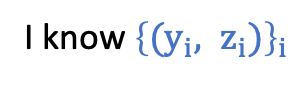 I know {(yᵢ, zᵢ)}ᵢ